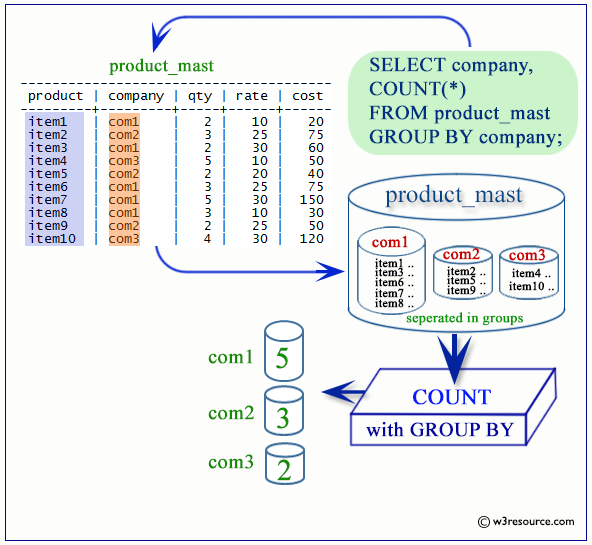 product_mast
product | company | qty | rate | cost
item1 | com1 | 2 | 10 | 20
item2 | com2 | 3 | 25 | 75
item3 | com1 | 2 | 30 | 60
item4 | com3 | 5 | 10 | 50
item5 | com2 | 2 | 20 | 40
item6 | com1 | 3 | 25 | 75
item7 | com1 | 5 | 30 | 150
item8 | com1 | 3 | 10 | 30
item9 | com2 | 2 | 25 | 50
item10 | com3 | 4 | 30 | 120
SELECT company,
COUNT(*)
FROM product_mast
GROUP BY company;
product_mast
com1
item1 ..
item3 ..
item6 ..
item7 ..
item8 ..
com2
item2 ..
item5 ..
item9 ..
com3
item4 ..
item10 ..
seperated in groups
COUNT
with GROUP BY
com1 5
com2 3
com3 2
© w3resource.com